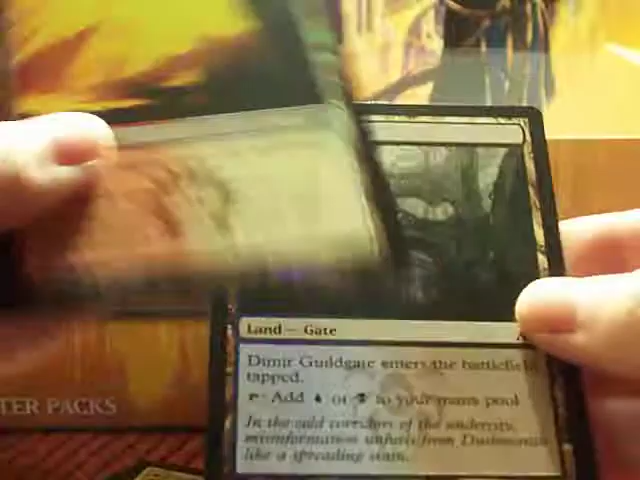 Land — Gate
Dimir Guildgate enters the battlefield
tapped.
: Add or to your mana pool
TER PACKS
In the cold corridors of the undercity,
misinformation unfurls from Duskmantle
like a spreading stain.